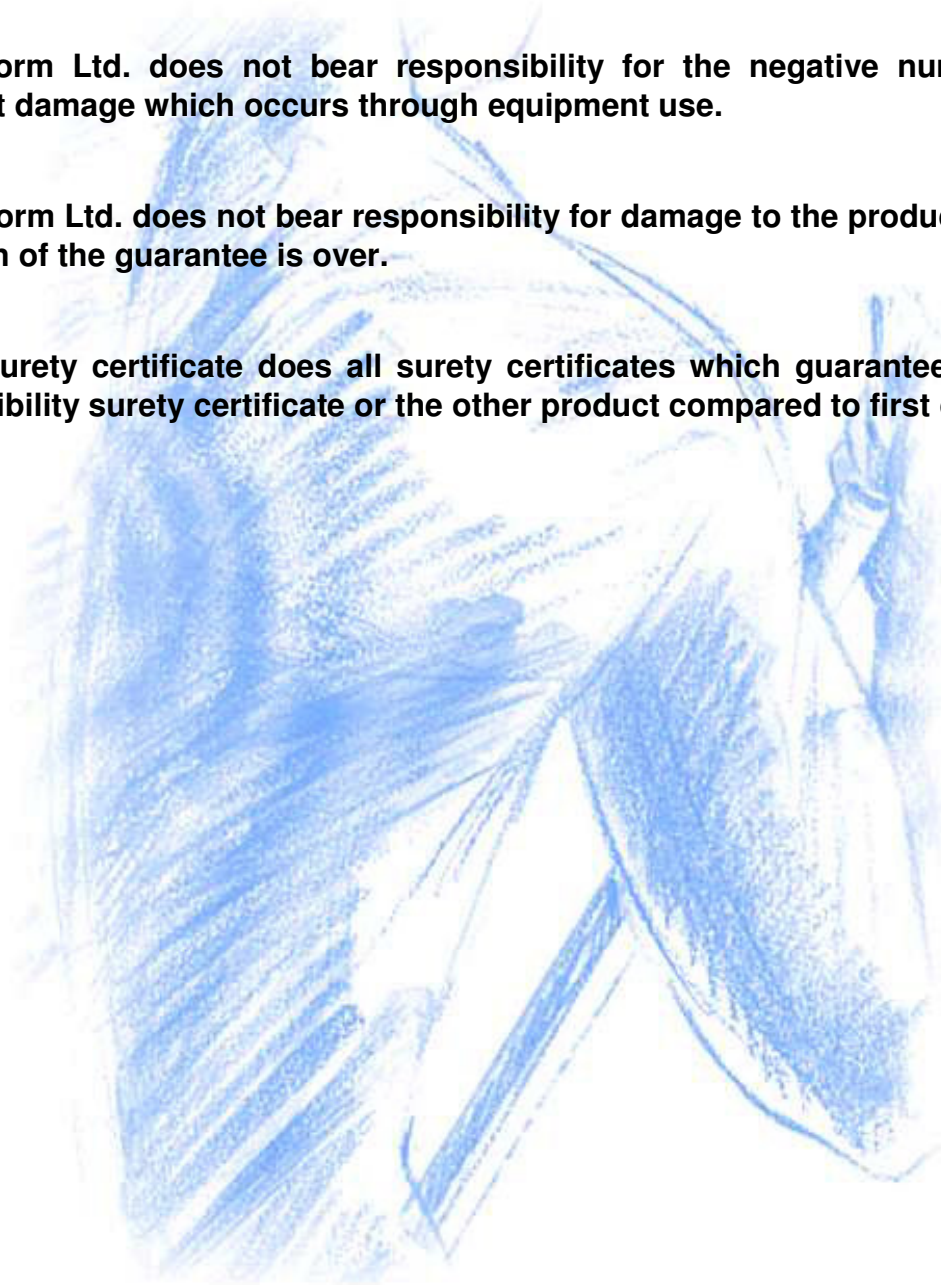 orm Ltd. does not bear responsibility for the negative nu
t damage which occurs through equipment use.
orm Ltd. does not bear responsibility for damage to the produ
n of the guarantee is over.
urety certificate does all surety certificates which guarantee
ibility surety certificate or the other product compared to first